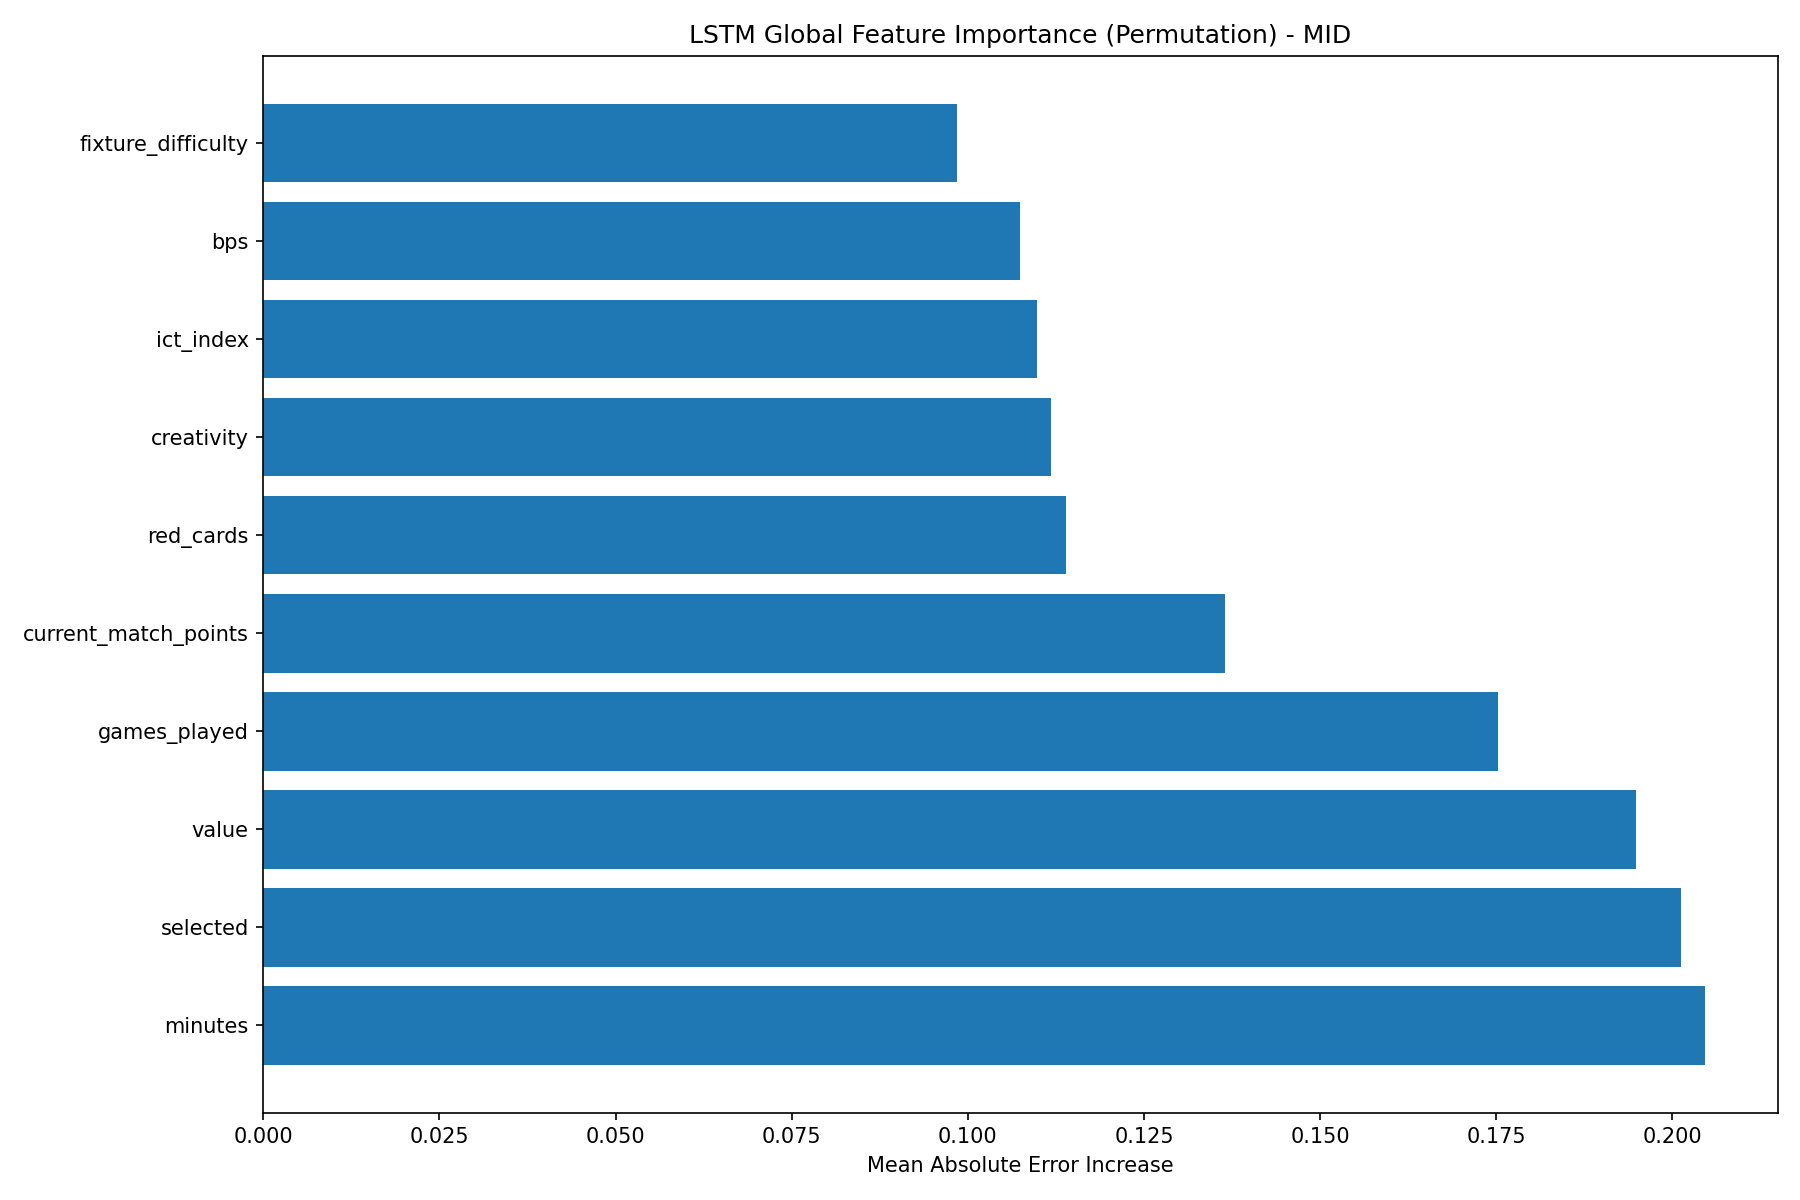 LSTM Global Feature Importance (Permutation) - MID
fixture_difficulty
bps
ict_index
creativity
red_cards
current_match_points
games_played
value
selected
minutes
0.000 0.025 0.050 0.075 0.100 0.125 0.150 0.175 0.200
Mean Absolute Error Increase